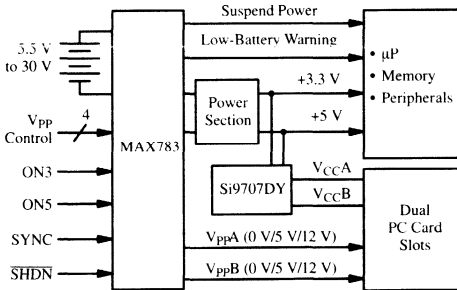 Suspend Power
Low-Battery Warning
5.5 V
to 30 V
+3.3 V
• μP
• Memory
• Peripherals
Power
Section
VPP
Control
4
MAX783
+5 V
ON3
Si9707DY
VCCA
VCCB
ON5
Dual
PC Card
Slots
SYNC
VPPA (0 V/5 V/12 V)
SHDN
VPPB (0 V/5 V/12 V)